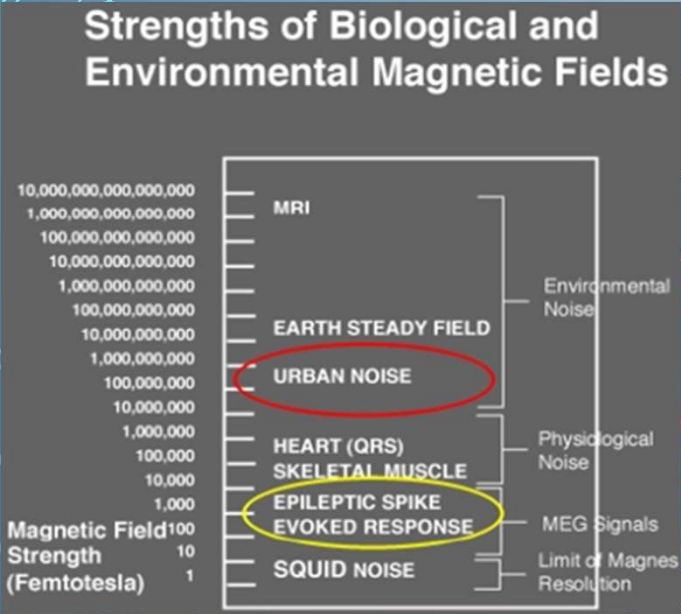 Strengths of Biological and
Environmental Magnetic Fields
10,000,000,000,000,000
1,000,000,000,000,000
MRI
100,000,000,000,000
10,000,000,000,000
1,000,000,000,000
Environmental
Noise
100,000,000,000
10,000,000,000
EARTH STEADY FIELD
1,000,000,000
100,000,000
URBAN NOISE
10,000,000
1,000,000
100,000
HEART (QRS)
SKELETAL MUSCLE
Physiological
Noise
10,000
1,000
EPILEPTIC SPIKE
EVOKED RESPONSE
MEG Signals
Magnetic Field 100
Strength 10
(Femtotesla) 1
SQUID NOISE
Limit of Magnes
Resolution